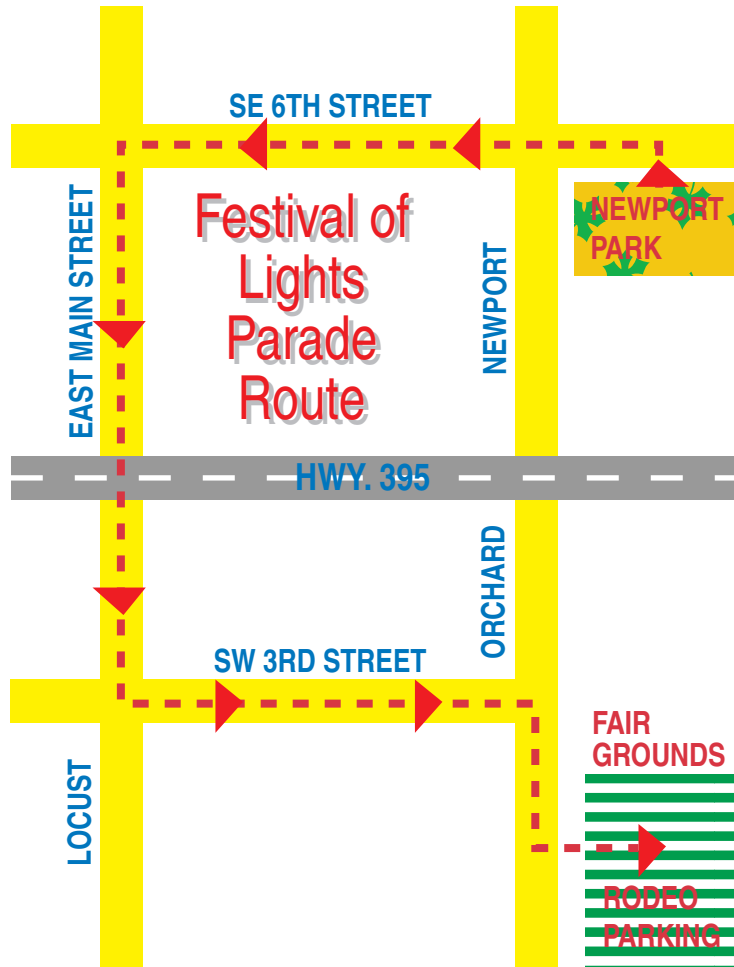 SE 6TH STREET
NEWPORT
PARK
EAST MAIN STREET
Festival of
Lights
Parade
Route
NEWPORT
HWY. 395
ORCHARD
SW 3RD STREET
FAIR
GROUNDS
LOCUST
RODEO
PARKING